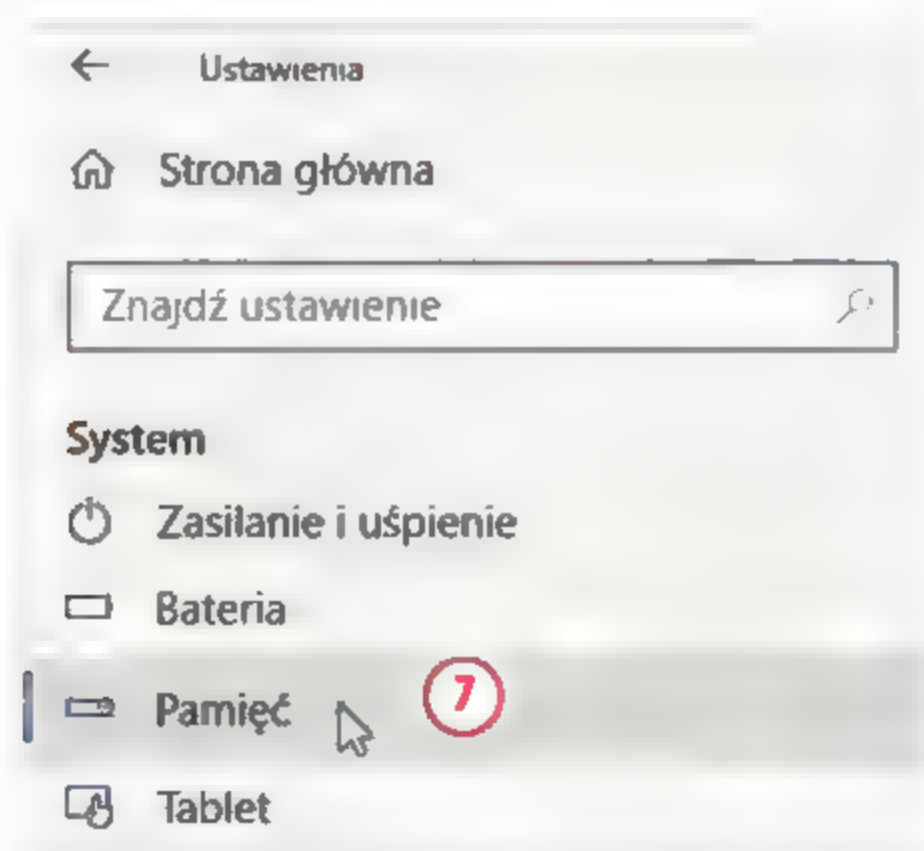 Ustawienia
Strona główna
Znajdź ustawienie
System
Zasilanie i uśpienie
Bateria
Pamięć 7
Tablet